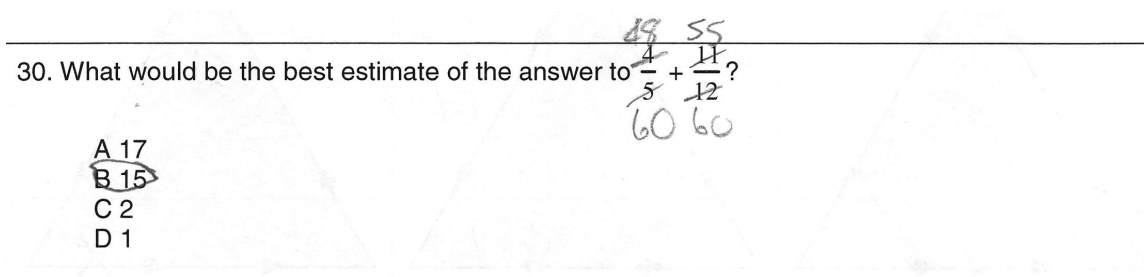 48 55
30. What would be the best estimate of the answer to 4/5 + 11/12?
60 60
A 17
B 15
C 2
D 1